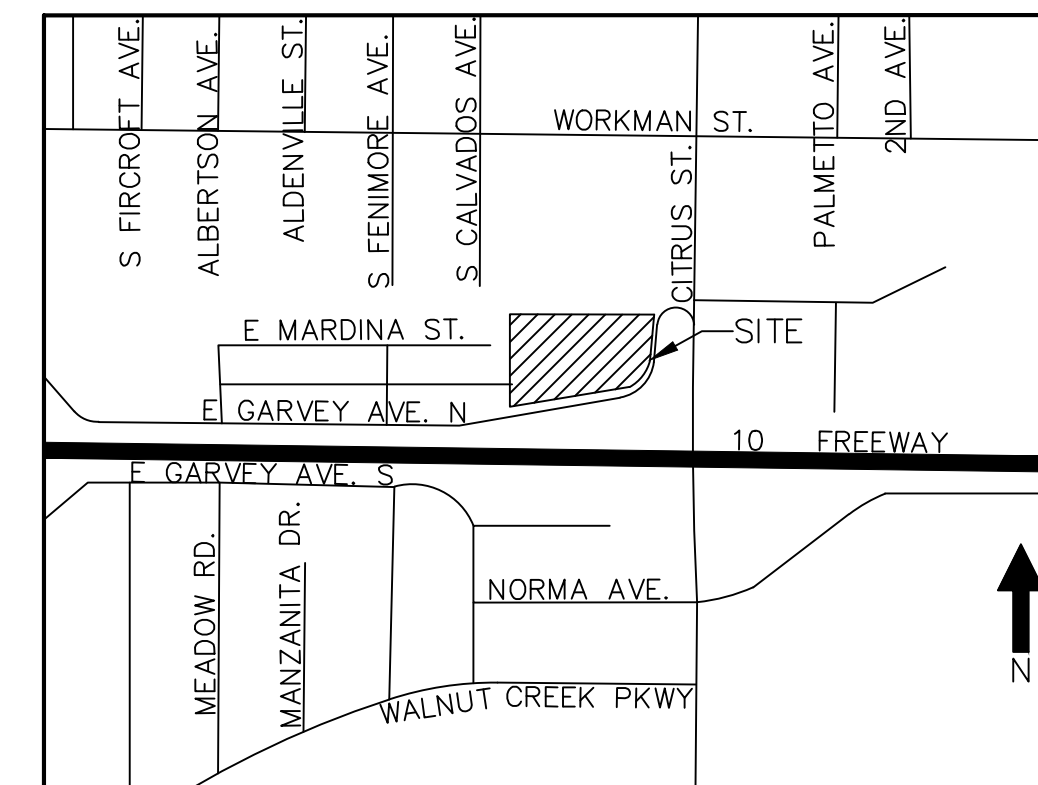 S FIRCROFT AVE.
ALBERTSON AVE.
ALDENVILLE ST.
S FENIMORE AVE.
S CALVADOS AVE.
WORKMAN ST.
CITRUS ST.
PALMETTO AVE.
2ND AVE.
E MARDINA ST.
SITE
E GARVEY AVE. N
10 FREEWAY
E GARVEY AVE. S
MEADOW RD.
MANZANITA DR.
NORMA AVE.
WALNUT CREEK PKWY
N